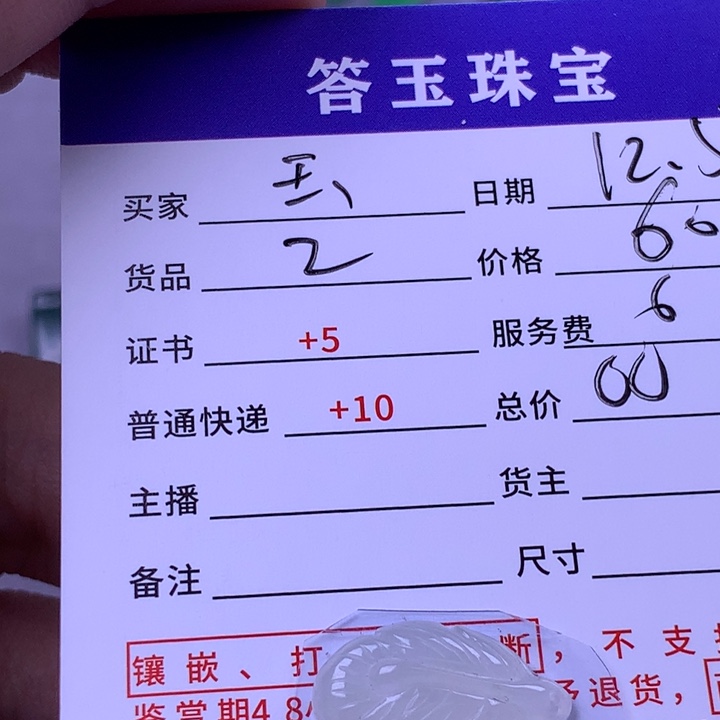 答玉珠宝
买家 日期 12.5
货品 2 价格 60
证书 +5 服务费 6
普通快递 +10 总价
主播 货主
备注 尺寸
镶嵌、打 断，不支
鉴赏期48 退货，